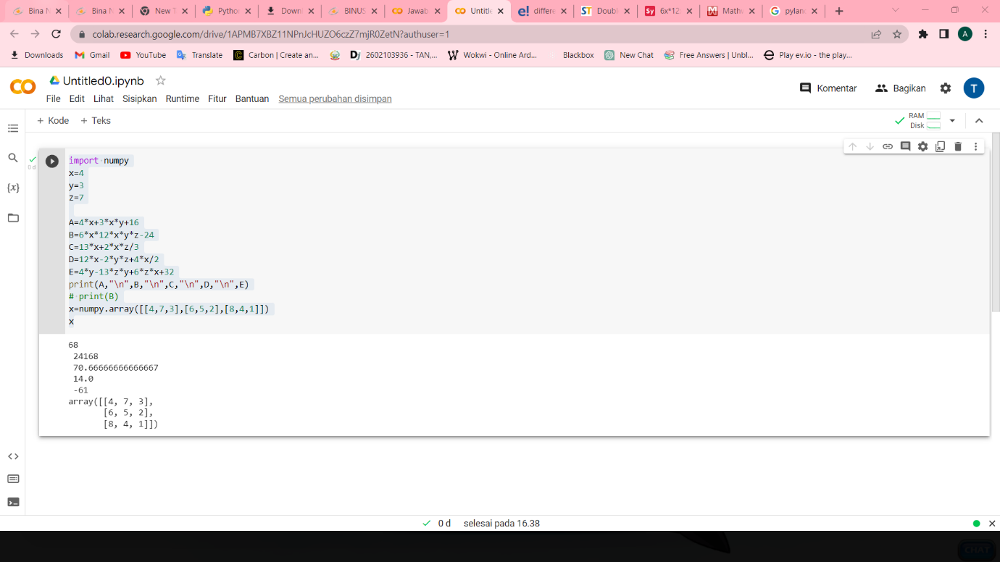 Bina N
Bina N
New T
Pytho
Down
BINUS
Jawab
Untitle
differe
Doubl
6x*12
Math
pylan
colab.research.google.com/drive/1APMB7XBZ11NPnJcHUZO6czZ7mjR0ZetN?authuser=1
A
Downloads
Gmail
YouTube
Translate
Carbon | Create an...
2602103936 - TAN,...
Wokwi - Online Ard...
Blackbox
New Chat
Free Answers | Unbl...
Play ev.io - the play...
Untitled0.ipynb
File Edit Lihat Sisipkan Runtime Fitur Bantuan Semua perubahan disimpan
Komentar
Bagikan
T
+ Kode + Teks
RAM
Disk
0 d
import numpy
x=4
y=3
z=7
A=4*x+3*x*y+16
B=6*x*12*x*y*z-24
C=13*x+2*x*z/3
D=12*x-2*y*z+4*x/2
E=4*y-13*z*y+6*z*x+32
print(A,"\n",B,"\n",C,"\n",D,"\n",E)
# print(B)
x=numpy.array([[4,7,3],[6,5,2],[8,4,1]])
x
68
24168
70.66666666666667
14.0
-61
array([[4, 7, 3],
[6, 5, 2],
[8, 4, 1]])
0 d selesai pada 16.38
CHAT